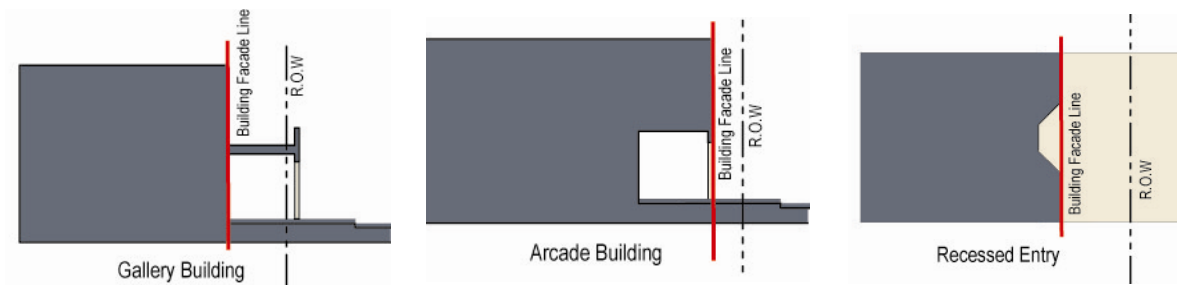 Building Facade Line
R.O.W
Gallery Building
Building Facade Line
R.O.W
Arcade Building
Building Facade Line
R.O.W
Recessed Entry